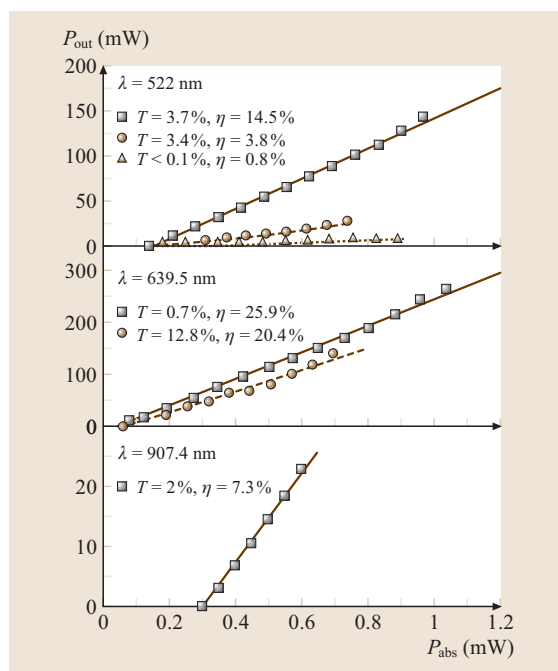 P_out (mW)
200
λ = 522 nm
T = 3.7%, η = 14.5%
150
T = 3.4%, η = 3.8%
T < 0.1%, η = 0.8%
100
50
0
300
λ = 639.5 nm
T = 0.7%, η = 25.9%
200
T = 12.8%, η = 20.4%
100
0
λ = 907.4 nm
20
T = 2%, η = 7.3%
10
0
0 0.2 0.4 0.6 0.8 1 1.2
P_abs (mW)